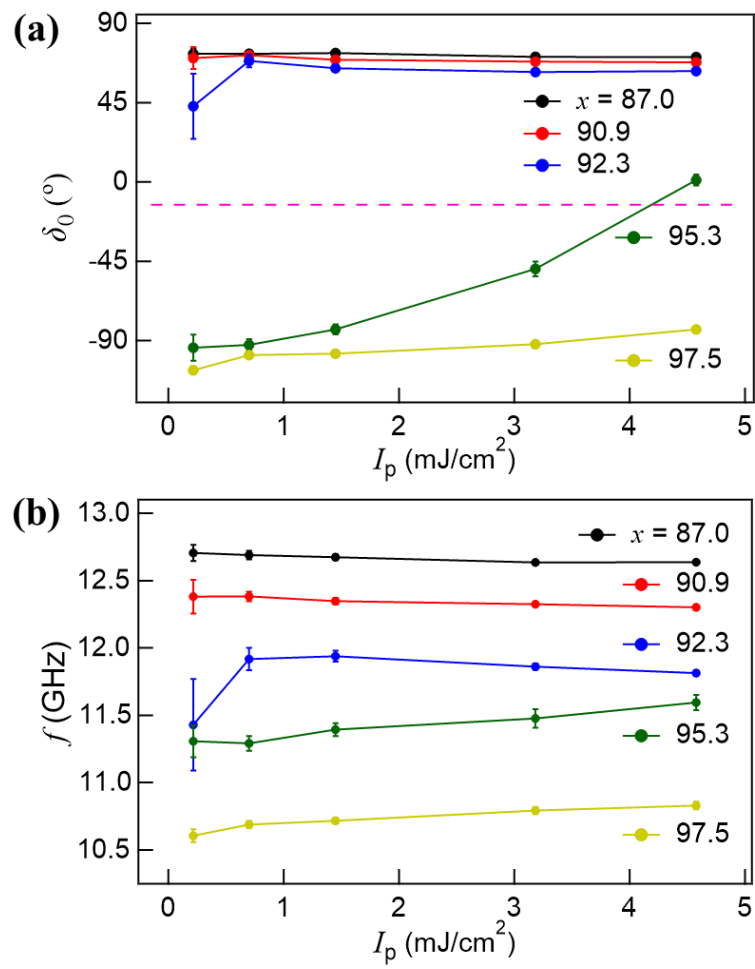 (a)
90
45
0
-45
-90
δ0 (°)
x = 87.0
90.9
92.3
95.3
97.5
0 1 2 3 4 5
Ip (mJ/cm²)
(b)
13.0
12.5
12.0
11.5
11.0
10.5
f (GHz)
x = 87.0
90.9
92.3
95.3
97.5
0 1 2 3 4 5
Ip (mJ/cm²)